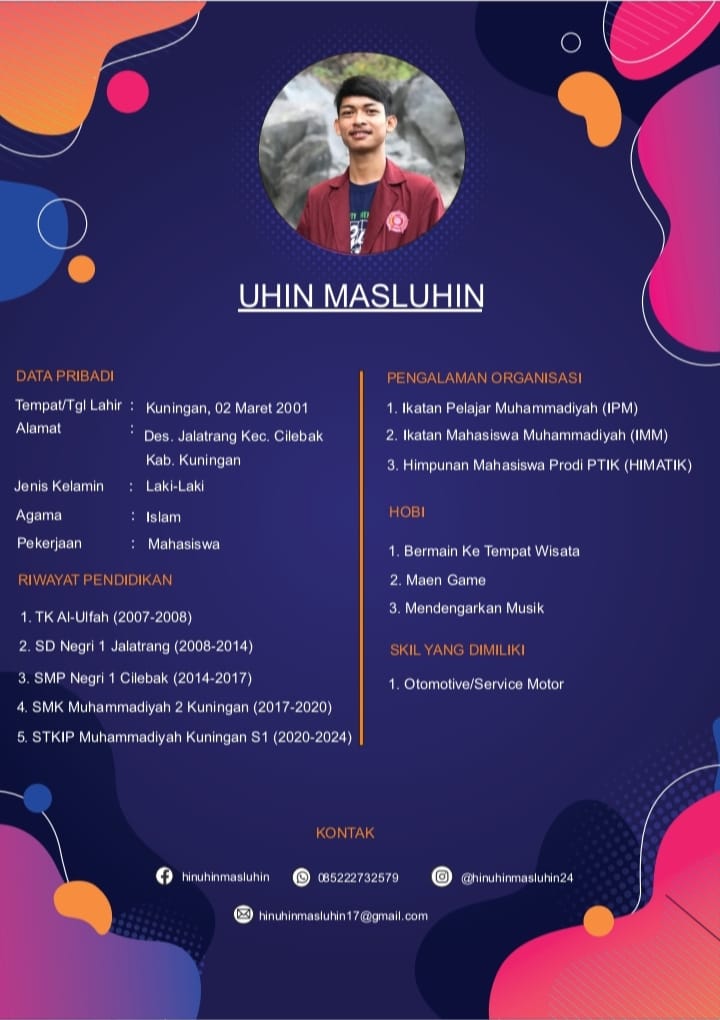 UHIN MASLUHIN
DATA PRIBADI
Tempat/Tgl Lahir : Kuningan, 02 Maret 2001
Alamat : Des. Jalatrang Kec. Cilebak
Kab. Kuningan
Jenis Kelamin : Laki-Laki
Agama : Islam
Pekerjaan : Mahasiswa
RIWAYAT PENDIDIKAN
1. TK Al-Ulfah (2007-2008)
2. SD Negri 1 Jalatrang (2008-2014)
3. SMP Negri 1 Cilebak (2014-2017)
4. SMK Muhammadiyah 2 Kuningan (2017-2020)
5. STKIP Muhammadiyah Kuningan S1 (2020-2024)
PENGALAMAN ORGANISASI
1. Ikatan Pelajar Muhammadiyah (IPM)
2. Ikatan Mahasiswa Muhammadiyah (IMM)
3. Himpunan Mahasiswa Prodi PTIK (HIMATIK)
HOBI
1. Bermain Ke Tempat Wisata
2. Maen Game
3. Mendengarkan Musik
SKIL YANG DIMILIKI
1. Otomotive/Service Motor
KONTAK
hinuhinmasluhin 085222732579 @hinuhinmasluhin24
hinuhinmasluhin17@gmail.com